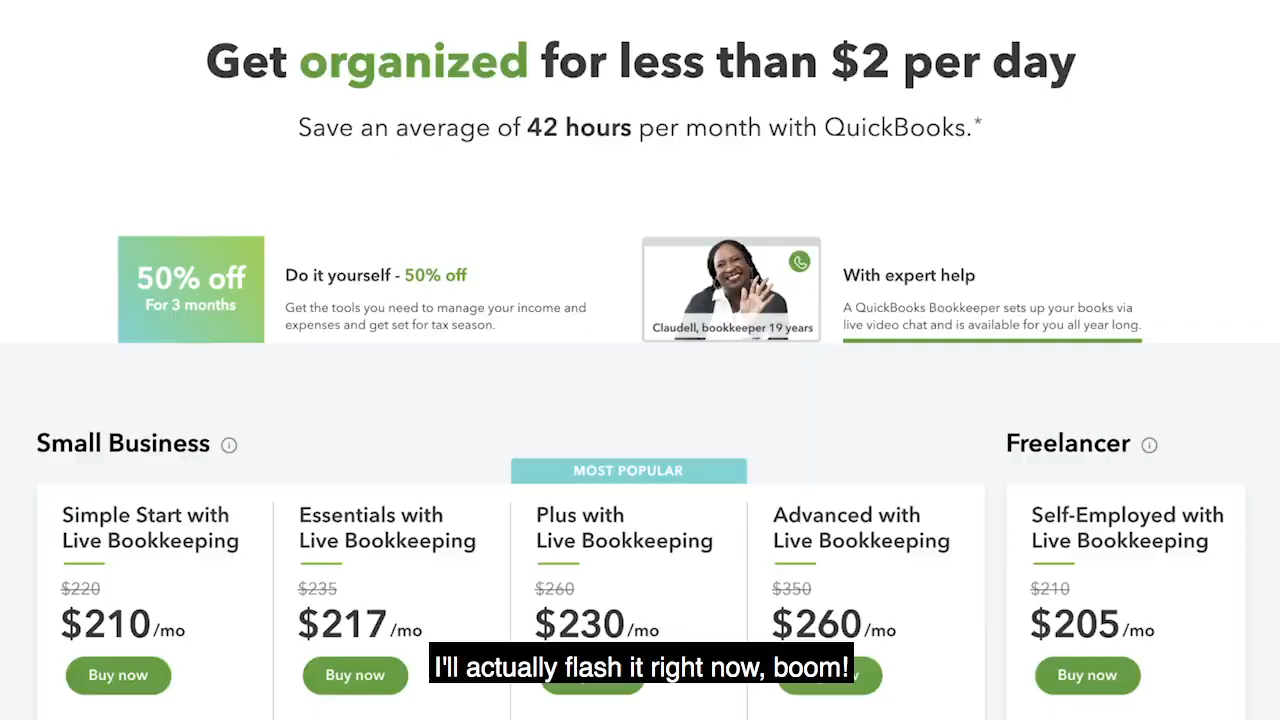 Get organized for less than $2 per day
Save an average of 42 hours per month with QuickBooks.*
50% off
For 3 months
Do it yourself - 50% off
Get the tools you need to manage your income and
expenses and get set for tax season.
Claudell, bookkeeper 19 years
With expert help
A QuickBooks Bookkeeper sets up your books via
live video chat and is available for you all year long.
Small Business
Freelancer
MOST POPULAR
Simple Start with
Live Bookkeeping
$220
$210/mo
Buy now
Essentials with
Live Bookkeeping
$235
$217/mo
Buy now
Plus with
Live Bookkeeping
$260
$230/mo
Advanced with
Live Bookkeeping
$350
$260/mo
Self-Employed with
Live Bookkeeping
$210
$205/mo
Buy now
I'll actually flash it right now, boom!